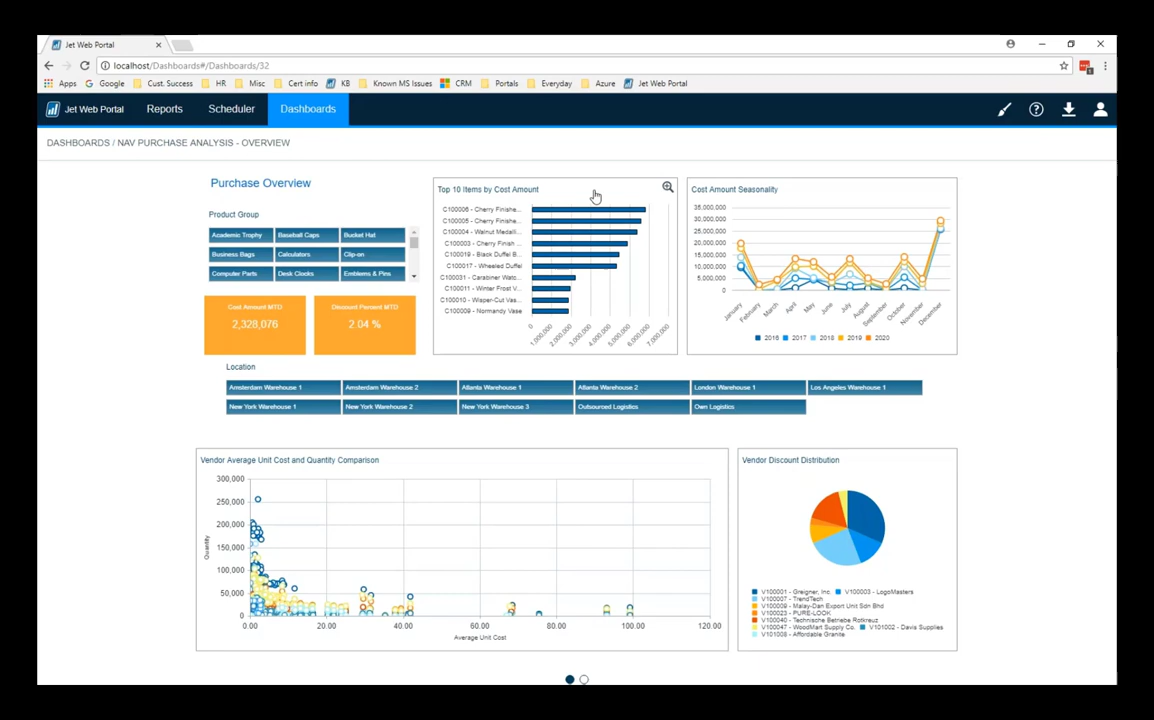 Jet Web Portal
localhost/Dashboards#/Dashboards/32
Apps Google Cust. Success HR Misc Cert info KB Known MS Issues CRM Portals Everyday Azure Jet Web Portal
Jet Web Portal Reports Scheduler Dashboards
DASHBOARDS / NAV PURCHASE ANALYSIS - OVERVIEW
Purchase Overview
Product Group
Academic Trophy Baseball Caps Bucket Hat
Business Bags Calculators Clip-on
Computer Parts Desk Clocks Emblems & Pins
Cost Amount MTD
2,328,076
Discount Percent MTD
2.04 %
Top 10 Items by Cost Amount
C100006 - Cherry Finishe...
C100005 - Cherry Finishe...
C100004 - Walnut Medalli...
C100003 - Cherry Finish ...
C100019 - Black Duffel B...
C100017 - Wheeled Duffel
C100031 - Carabiner Watc...
C100011 - Winter Frost V...
C100010 - Wisper-Cut Vas...
C100009 - Normandy Vase
0 1,000,000 2,000,000 3,000,000 4,000,000 5,000,000 6,000,000 7,000,000
Cost Amount Seasonality
35,000,000
30,000,000
25,000,000
20,000,000
15,000,000
10,000,000
5,000,000
0
January February March April May June July August September October November December
2016 2017 2018 2019 2020
Location
Amsterdam Warehouse 1 Amsterdam Warehouse 2 Atlanta Warehouse 1 Atlanta Warehouse 2 London Warehouse 1 Los Angeles Warehouse 1
New York Warehouse 1 New York Warehouse 2 New York Warehouse 3 Outsourced Logistics Own Logistics
Vendor Average Unit Cost and Quantity Comparison
300,000
250,000
200,000
150,000
100,000
50,000
0
Quantity
0.00 20.00 40.00 60.00 80.00 100.00 120.00
Average Unit Cost
Vendor Discount Distribution
V100001 - Greigner, Inc. V100003 - LogoMasters
V100007 - TrendTech
V100009 - Malay-Dan Export Unit Sdn Bhd
V100023 - PURE-LOOK
V100040 - Technische Betriebe Rotkreuz
V100047 - WoodMart Supply Co. V101002 - Davis Supplies
V101008 - Affordable Granite